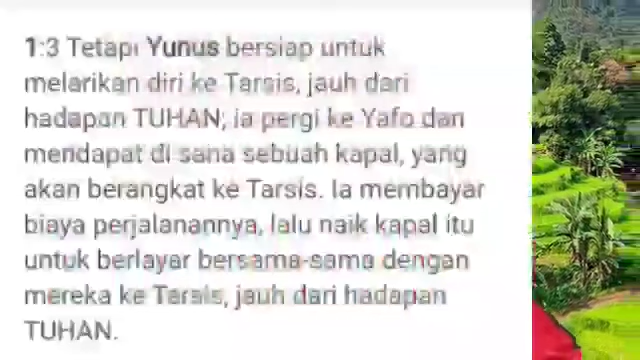 1:3 Tetapi Yunus bersiap untuk
melarikan diri ke Tarsis, jauh dari
hadapan TUHAN; ia pergi ke Yafo dan
mendapat di sana sebuah kapal, yang
akan berangkat ke Tarsis. Ia membayar
biaya perjalanannya, lalu naik kapal itu
untuk berlayar bersama-sama dengan
mereka ke Tarsis, jauh dari hadapan
TUHAN.